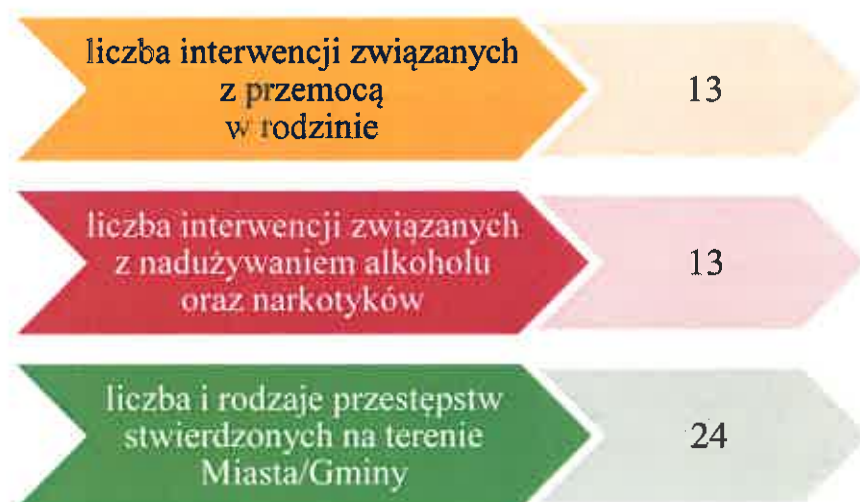 liczba interwencji związanych
z przemocą
w rodzinie
13
liczba interwencji związanych
z nadużywaniem alkoholu
oraz narkotyków
13
liczba i rodzaje przestępstw
stwierdzonych na terenie
Miasta/Gminy
24